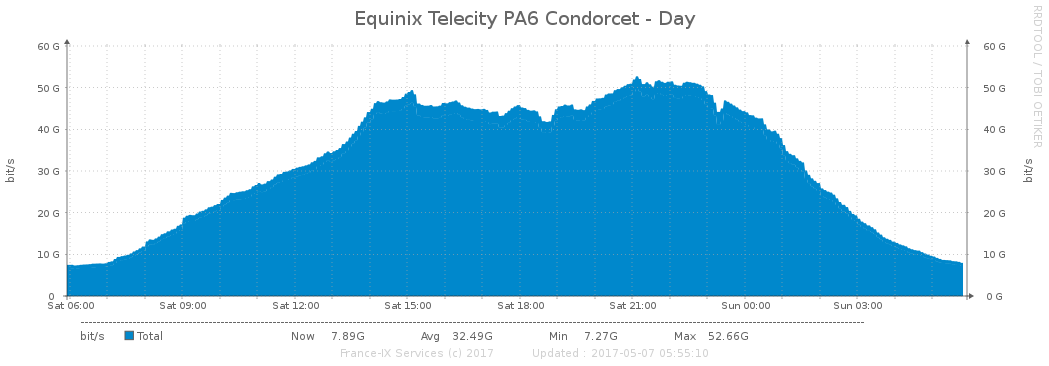 Equinix Telecity PA6 Condorcet - Day
RRDTOOL / TOBI OETIKER
60 G 60 G
50 G 50 G
40 G 40 G
30 G 30 G
20 G 20 G
10 G 10 G
0 0 G
bit/s bit/s
Sat 06:00 Sat 09:00 Sat 12:00 Sat 15:00 Sat 18:00 Sat 21:00 Sun 00:00 Sun 03:00
bit/s Total Now 7.89G Avg 32.49G Min 7.27G Max 52.66G
France-IX Services (c) 2017 Updated : 2017-05-07 05:55:10